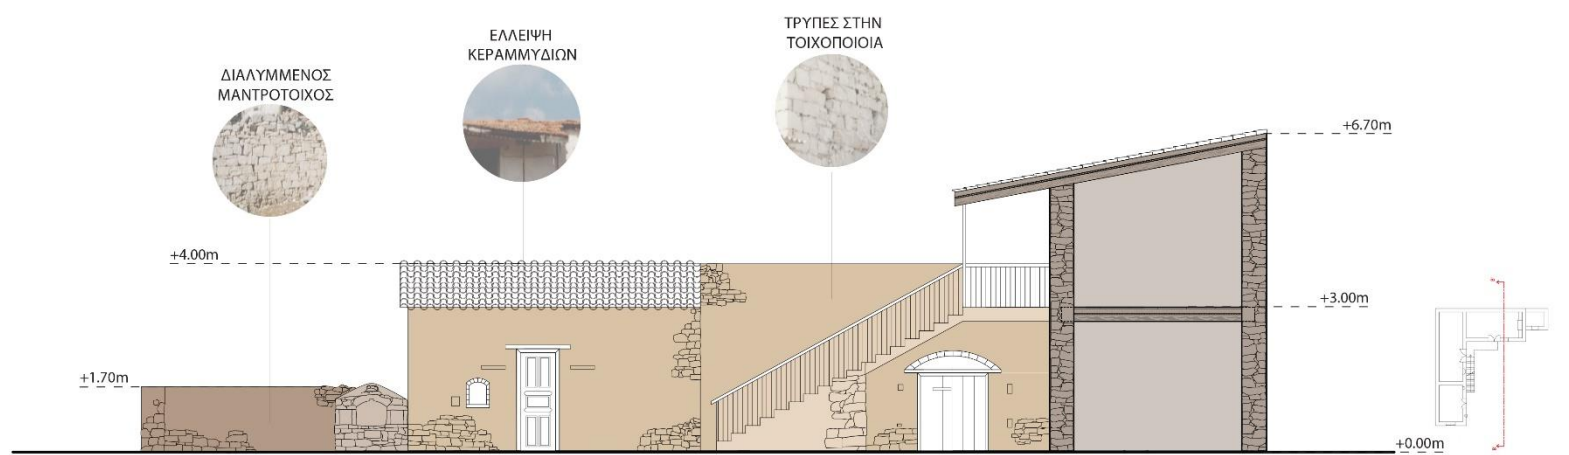 ΤΡΥΠΕΣ ΣΤΗΝ
ΤΟΙΧΟΠΟΙΟΙΑ
ΕΛΛΕΙΨΗ
ΚΕΡΑΜΜΥΔΙΩΝ
ΔΙΑΛΥΜΜΕΝΟΣ
ΜΑΝΤΡΟΤΟΙΧΟΣ
+6.70m
+4.00m
+3.00m
+1.70m
+0.00m